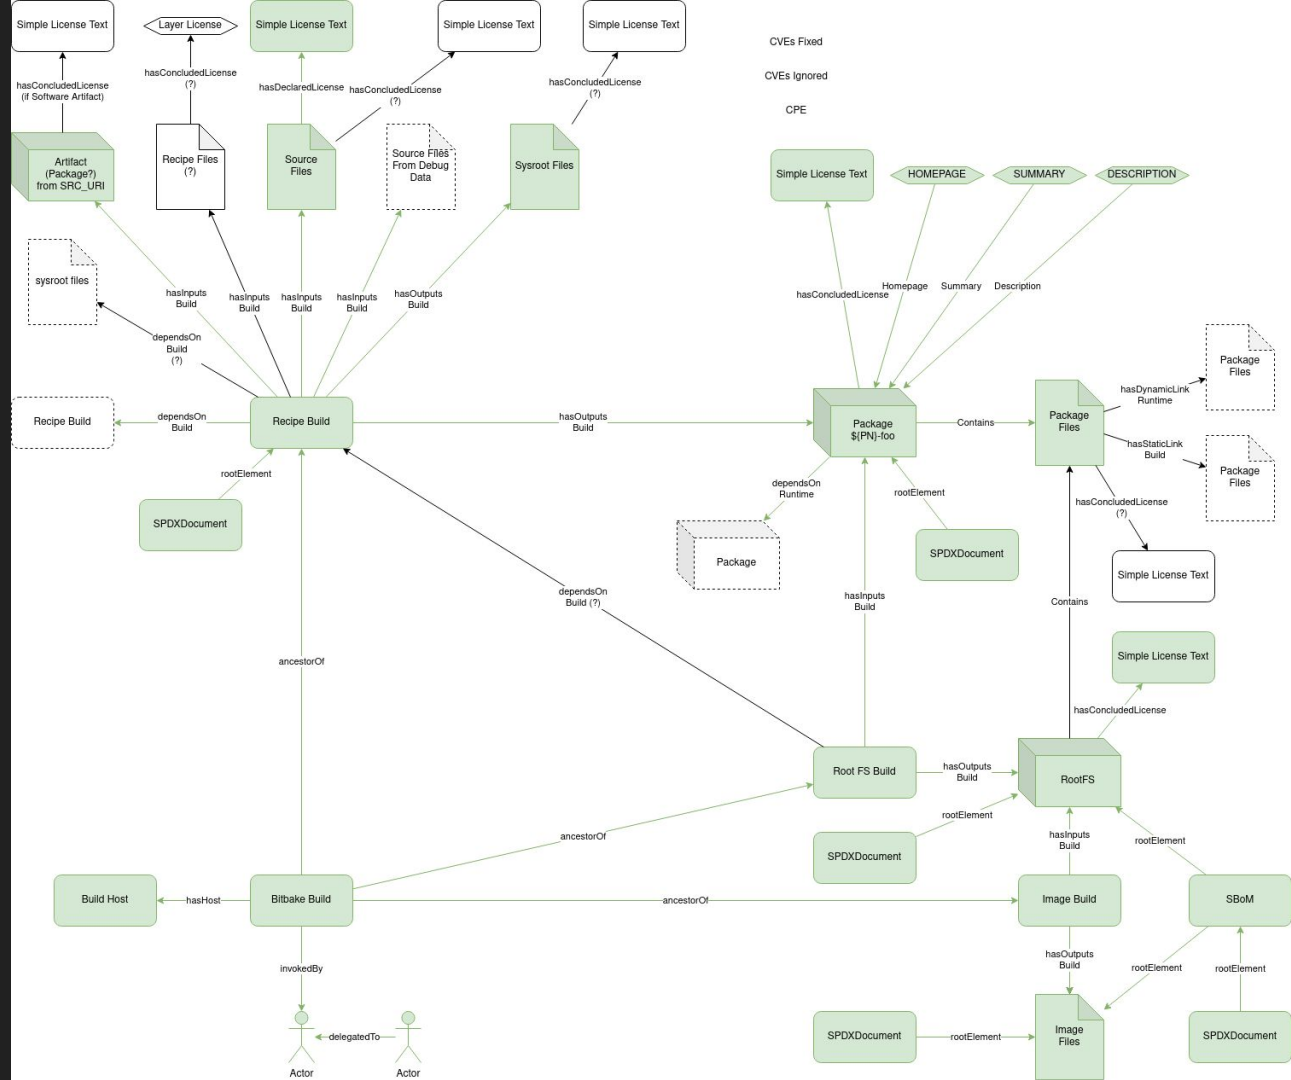 Simple License Text
Layer License
Simple License Text
Simple License Text
Simple License Text
CVEs Fixed
CVEs Ignored
CPE
hasConcludedLicense
(if Software Artifact)
hasConcludedLicense
(?)
hasDeclaredLicense
hasConcludedLicense
(?)
hasConcludedLicense
(?)
Artifact
(Package?)
from SRC_URI
Recipe Files
(?)
Source
Files
Source Files
From Debug
Data
Sysroot Files
Simple License Text
HOMEPAGE
SUMMARY
DESCRIPTION
sysroot files
hasInputs
Build
hasInputs
Build
hasInputs
Build
hasInputs
Build
hasOutputs
Build
hasConcludedLicense
Homepage
Summary
Description
dependsOn
Build
(?)
Recipe Build
dependsOn
Build
Recipe Build
hasOutputs
Build
Package
${PN}-foo
Contains
Package
Files
hasDynamicLink
Runtime
Package
Files
hasStaticLink
Build
Package
Files
rootElement
SPDXDocument
dependsOn
Runtime
rootElement
hasConcludedLicense
(?)
Package
SPDXDocument
Simple License Text
dependsOn
Build (?)
hasInputs
Build
Contains
ancestorOf
Simple License Text
hasConcludedLicense
Root FS Build
hasOutputs
Build
RootFS
rootElement
ancestorOf
hasInputs
Build
rootElement
SPDXDocument
Build Host
hasHost
Bitbake Build
ancestorOf
Image Build
SBoM
invokedBy
hasOutputs
Build
rootElement
rootElement
delegatedTo
Actor
Actor
SPDXDocument
rootElement
Image
Files
SPDXDocument